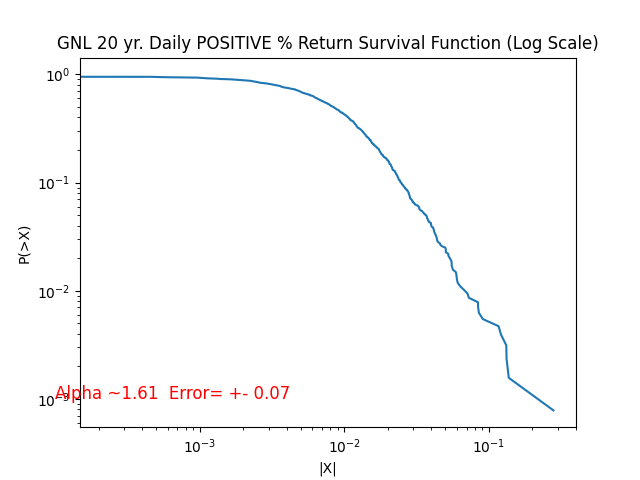 GNL 20 yr. Daily POSITIVE % Return Survival Function (Log Scale)
10⁰
10⁻¹
10⁻²
10⁻³
P(>X)
Alpha ~1.61  Error= +- 0.07
10⁻³
10⁻²
10⁻¹
|X|